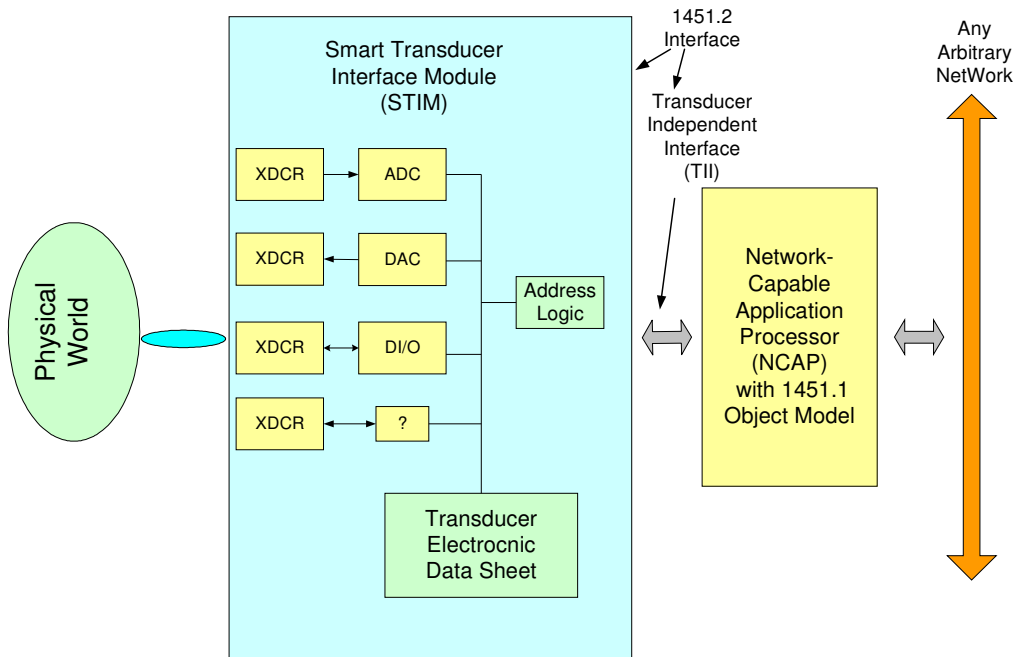 Smart Transducer
Interface Module
(STIM)
1451.2
Interface
Any
Arbitrary
NetWork
Transducer
Independent
Interface
(TII)
XDCR
ADC
XDCR
DAC
Address
Logic
XDCR
DI/O
XDCR
?
Transducer
Electrocnic
Data Sheet
Physical
World
Network-
Capable
Application
Processor
(NCAP)
with 1451.1
Object Model